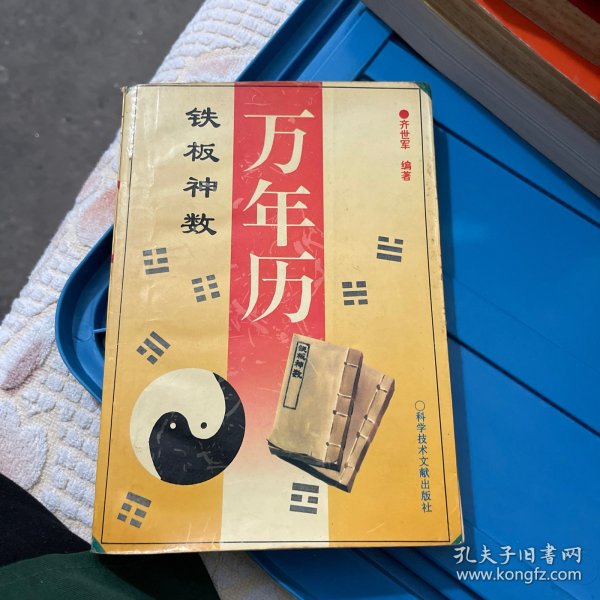 铁板神数
万年历
●齐世军 编著
铁板神数
○科学技术文献出版社
孔夫子旧书网
www.kongfz.com